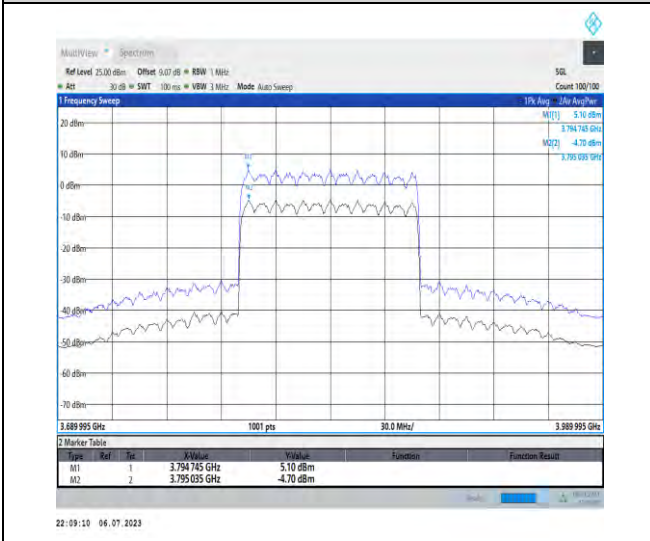 MultiView Spectrum
Ref Level 25.00 dBm Offset 9.07 dB RBW 1 MHz SGL
Att 30 dB SWT 100 ms VBW 3 MHz Mode Auto Sweep Count 100/100
1 Frequency Sweep 1Pk Avg 2Av AvgPwr
M1[1] 5.10 dBm
3.794 745 GHz
M2[2] -4.70 dBm
3.795 035 GHz
20 dBm
10 dBm
M1
0 dBm
M2
-10 dBm
-20 dBm
-30 dBm
-40 dBm
-50 dBm
-60 dBm
-70 dBm
3.689 995 GHz 1001 pts 30.0 MHz/ 3.989 995 GHz
2 Marker Table
Type Ref Trc X-Value Y-Value Function Function Result
M1 1 3.794 745 GHz 5.10 dBm
M2 2 3.795 035 GHz -4.70 dBm
22:09:10 06.07.2023